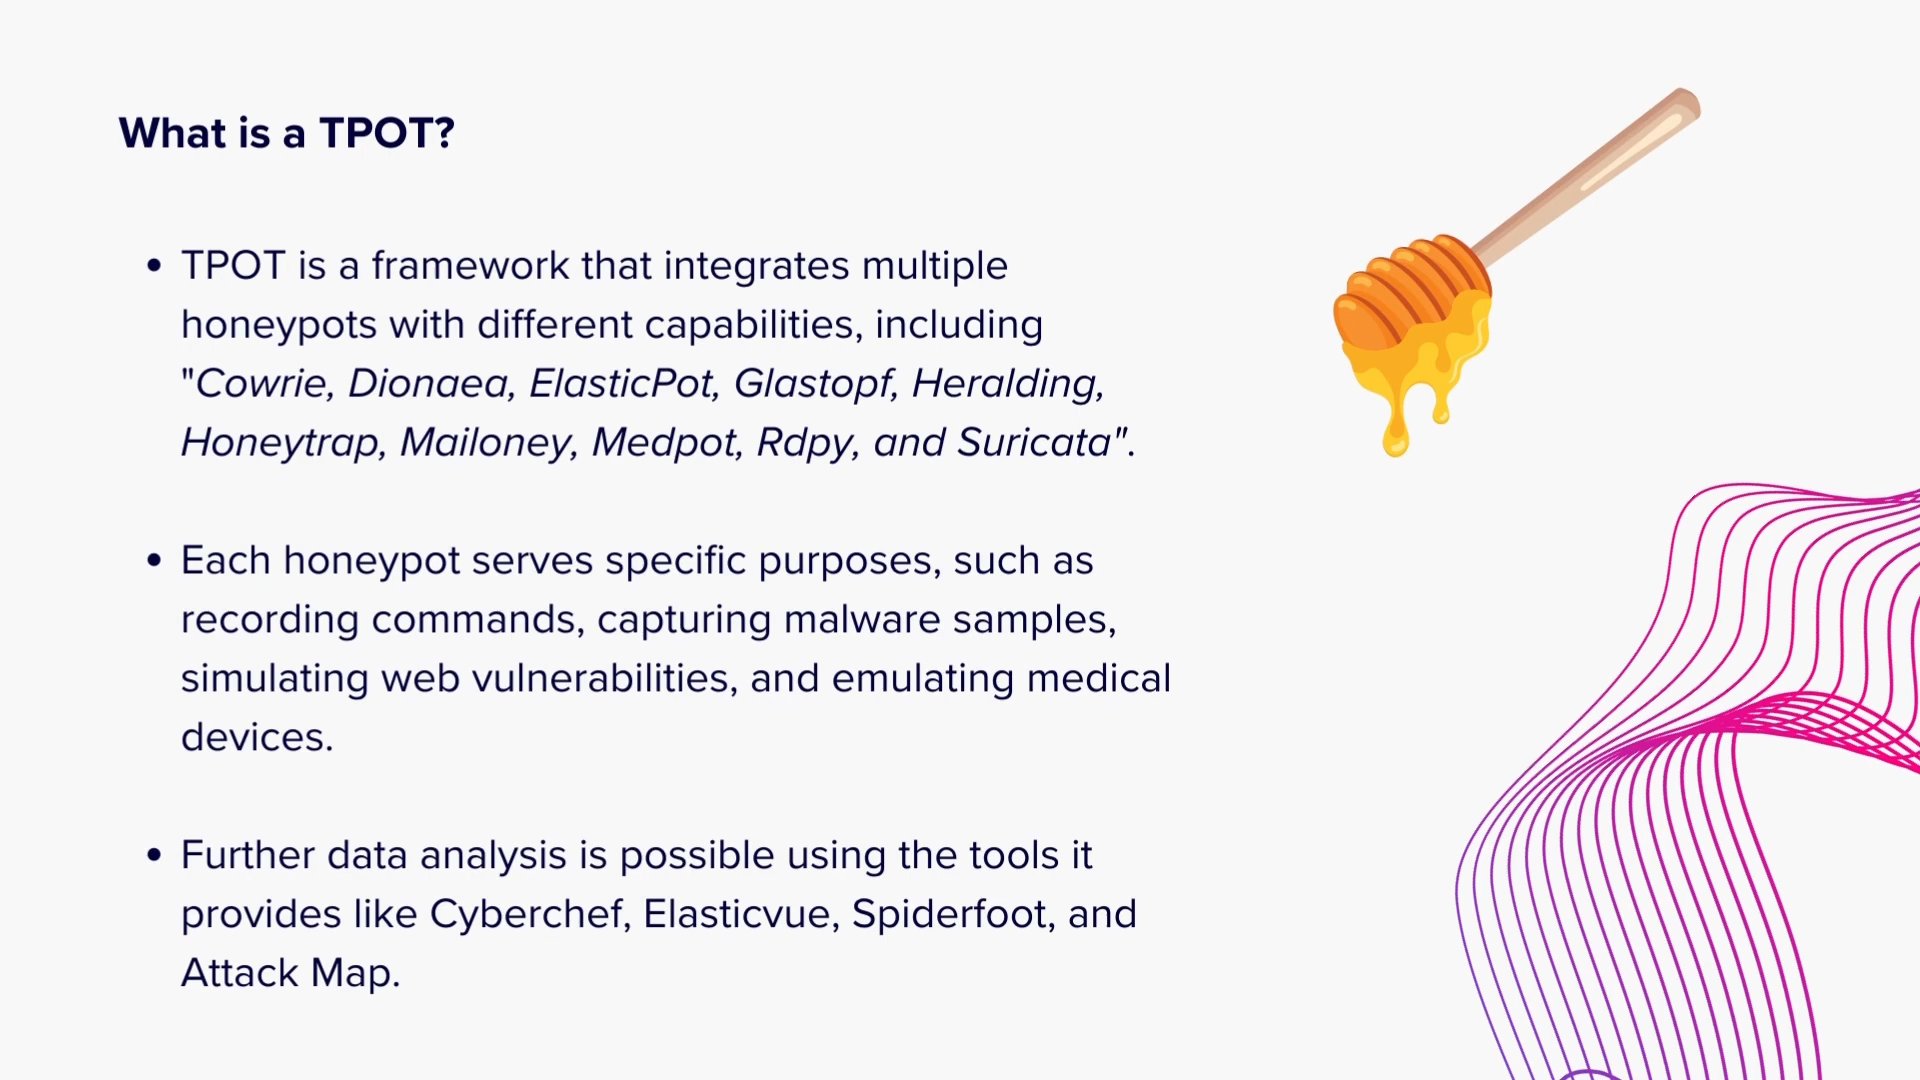 What is a TPOT?
• TPOT is a framework that integrates multiple
honeypots with different capabilities, including
"Cowrie, Dionaea, ElasticPot, Glastopf, Heralding,
Honeytrap, Mailoney, Medpot, Rdpy, and Suricata".
• Each honeypot serves specific purposes, such as
recording commands, capturing malware samples,
simulating web vulnerabilities, and emulating medical
devices.
• Further data analysis is possible using the tools it
provides like Cyberchef, Elasticvue, Spiderfoot, and
Attack Map.